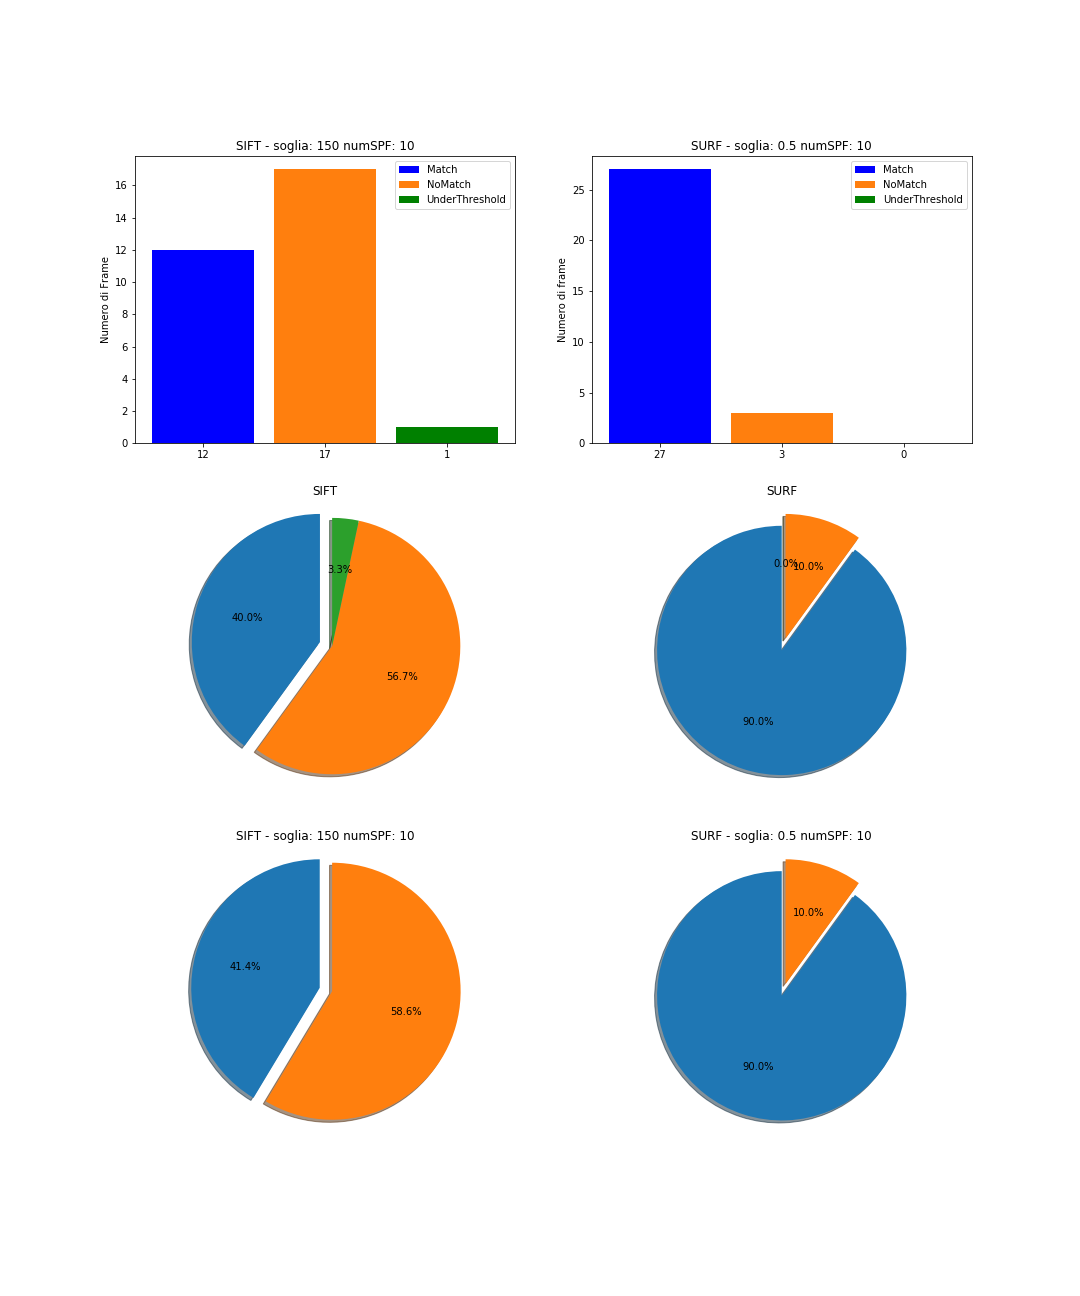 SIFT - soglia: 150 numSPF: 10
Numero di Frame
16
14
12
10
8
6
4
2
0
12
17
1
Match
NoMatch
UnderThreshold
SURF - soglia: 0.5 numSPF: 10
Numero di frame
25
20
15
10
5
0
27
3
0
Match
NoMatch
UnderThreshold
SIFT
3.3%
40.0%
56.7%
SURF
0.0%
10.0%
90.0%
SIFT - soglia: 150 numSPF: 10
41.4%
58.6%
SURF - soglia: 0.5 numSPF: 10
10.0%
90.0%